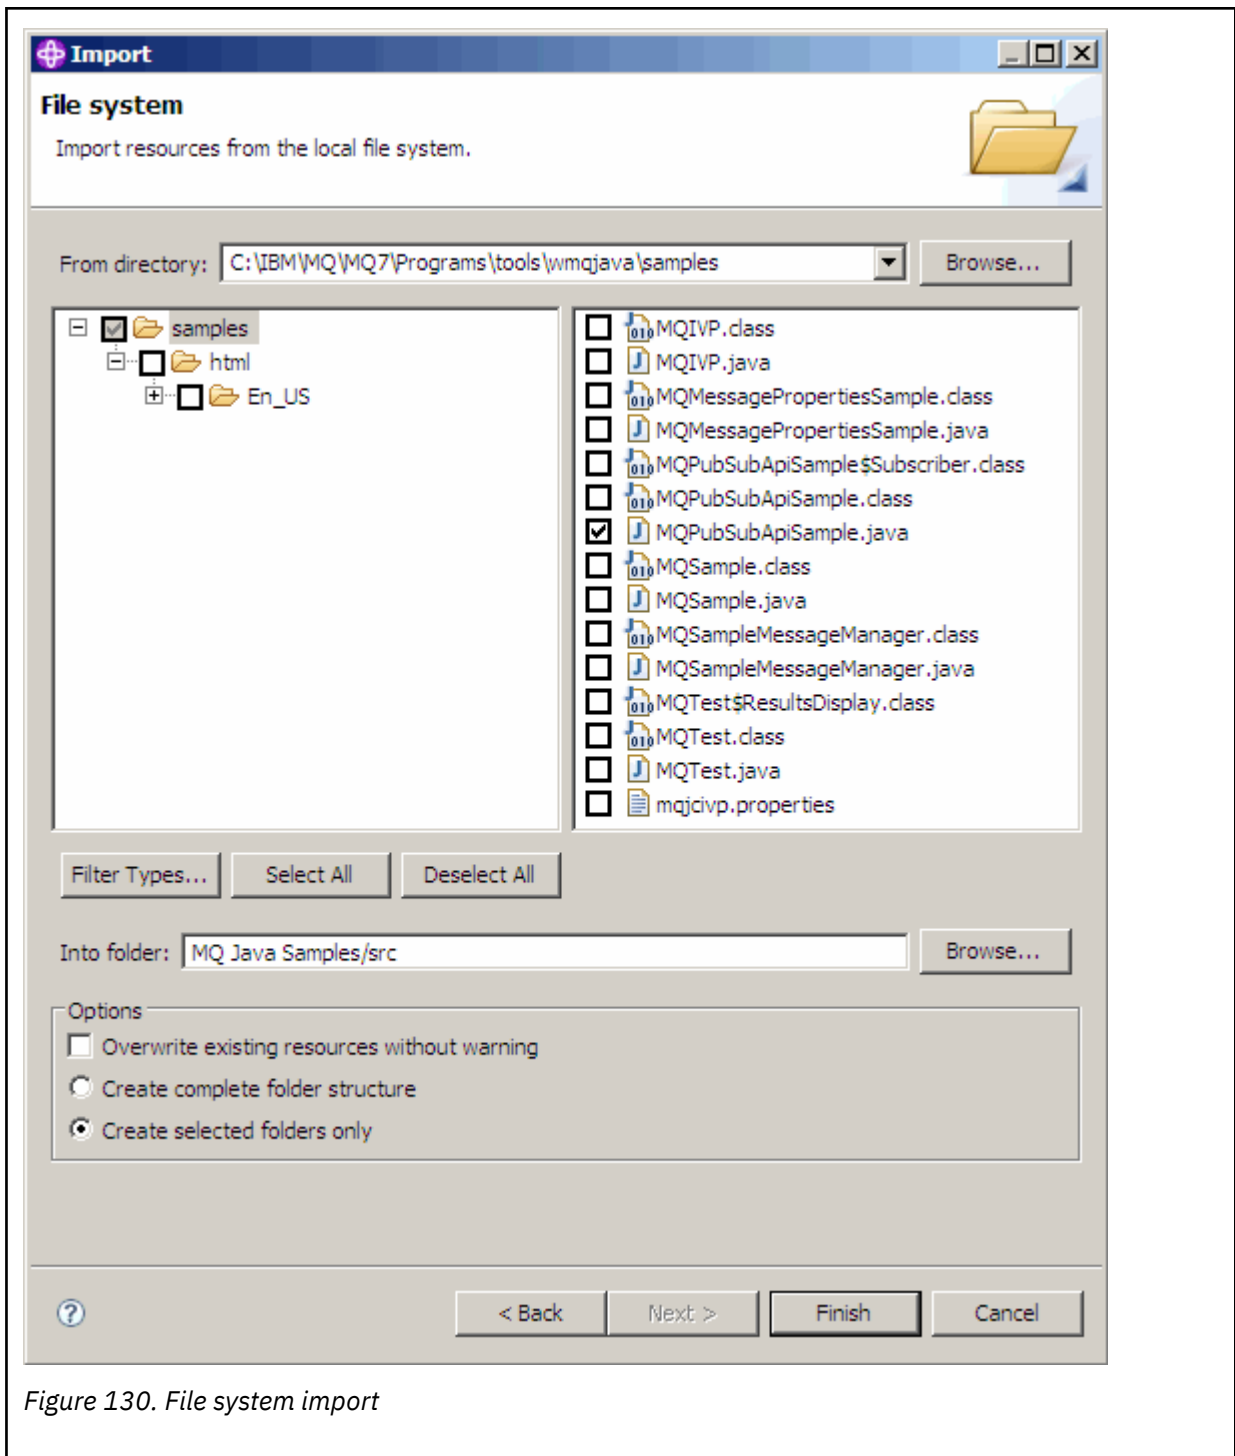 Import
File system
Import resources from the local file system.
From directory: C:\IBM\MQ\MQ7\Programs\tools\wmqjava\samples Browse...
samples
html
En_US
MQIVP.class
MQIVP.java
MQMessagePropertiesSample.class
MQMessagePropertiesSample.java
MQPubSubApiSample$Subscriber.class
MQPubSubApiSample.class
MQPubSubApiSample.java
MQSample.class
MQSample.java
MQSampleMessageManager.class
MQSampleMessageManager.java
MQTest$ResultsDisplay.class
MQTest.class
MQTest.java
mqjcivp.properties
Filter Types... Select All Deselect All
Into folder: MQ Java Samples/src Browse...
Options
Overwrite existing resources without warning
Create complete folder structure
Create selected folders only
? < Back Next > Finish Cancel
Figure 130. File system import